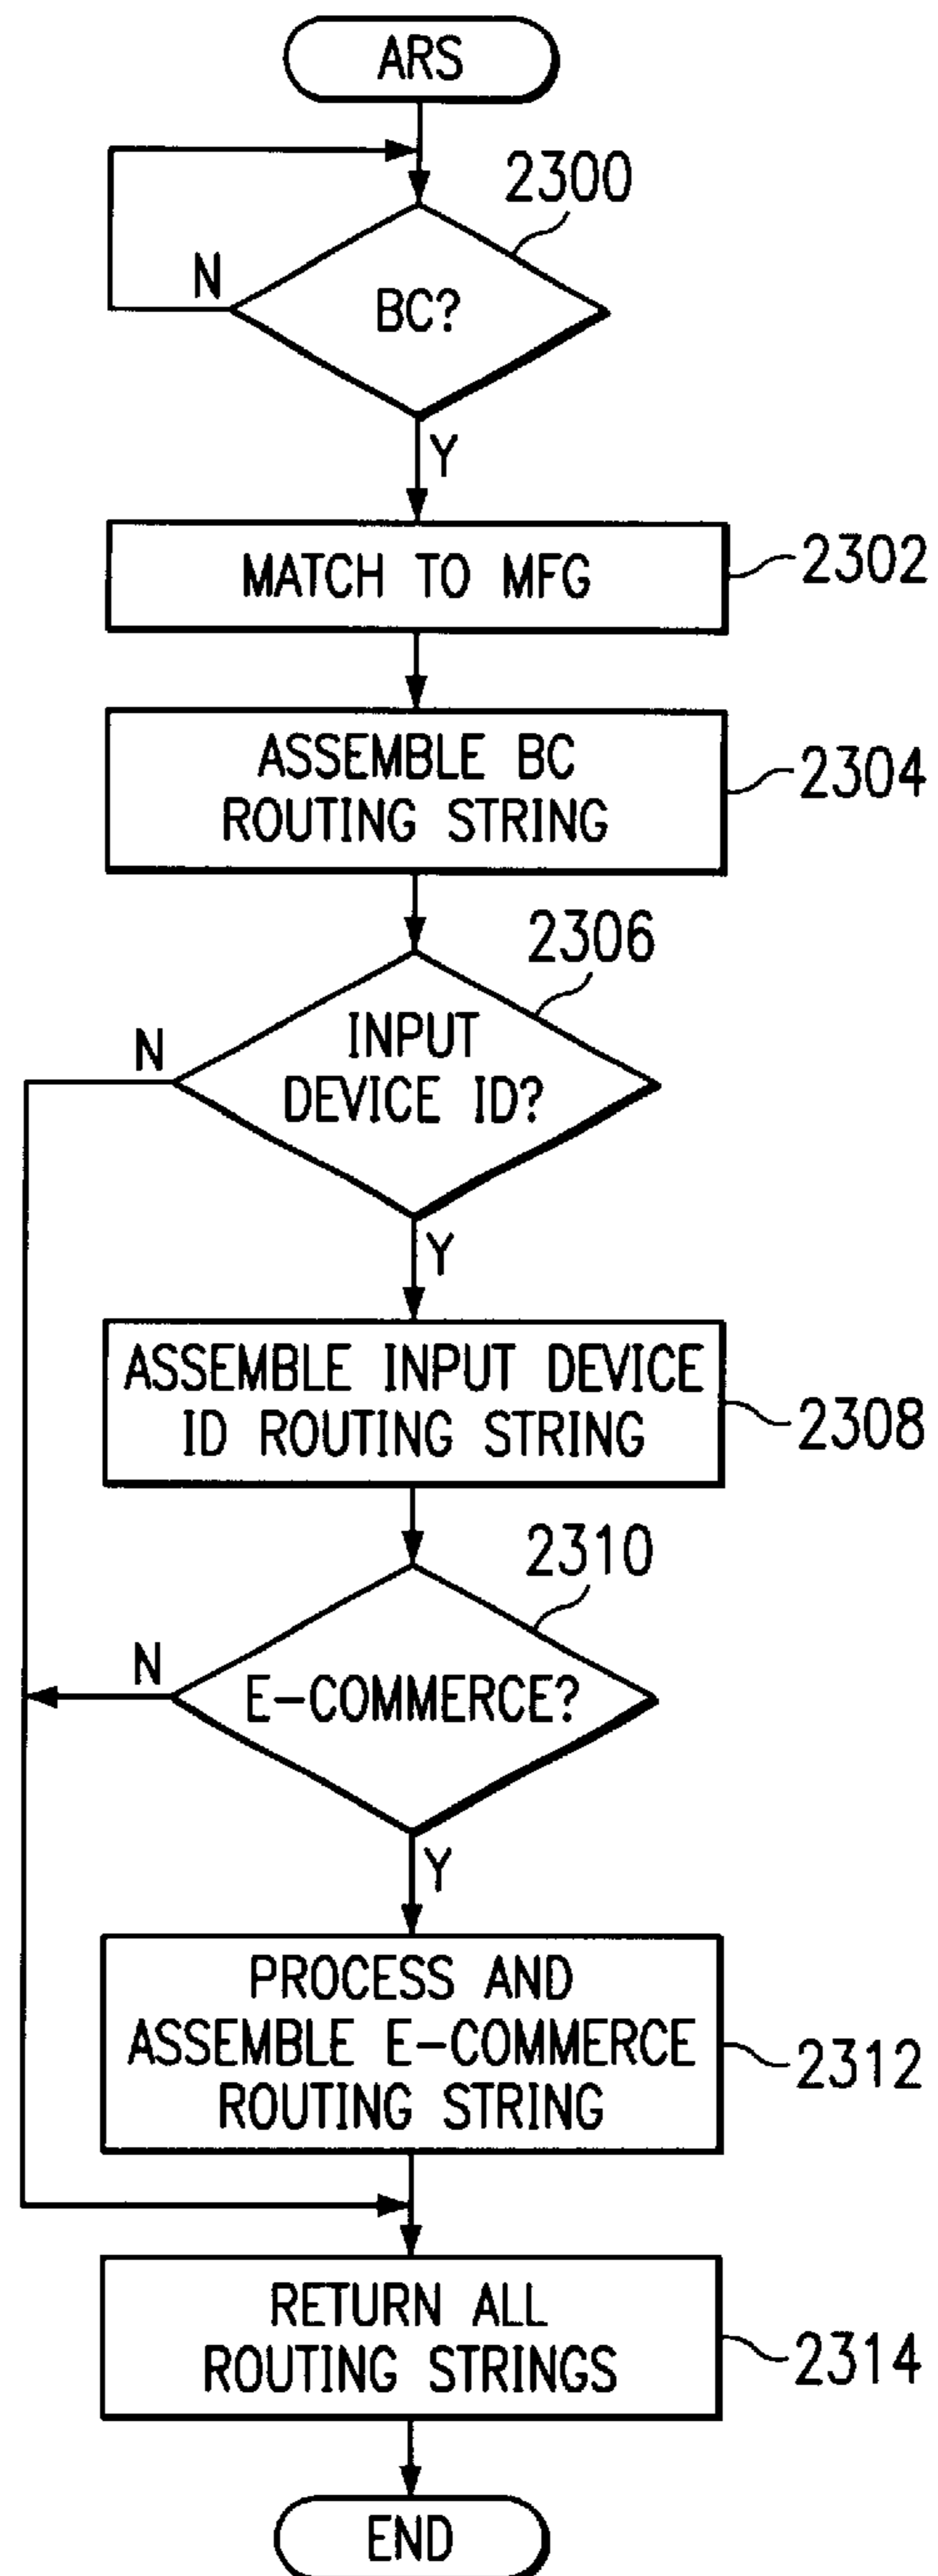 ARS
2300
N
BC?
Y
MATCH TO MFG
2302
ASSEMBLE BC
ROUTING STRING
2304
2306
N
INPUT
DEVICE ID?
Y
ASSEMBLE INPUT DEVICE
ID ROUTING STRING
2308
2310
N
E-COMMERCE?
Y
PROCESS AND
ASSEMBLE E-COMMERCE
ROUTING STRING
2312
RETURN ALL
ROUTING STRINGS
2314
END